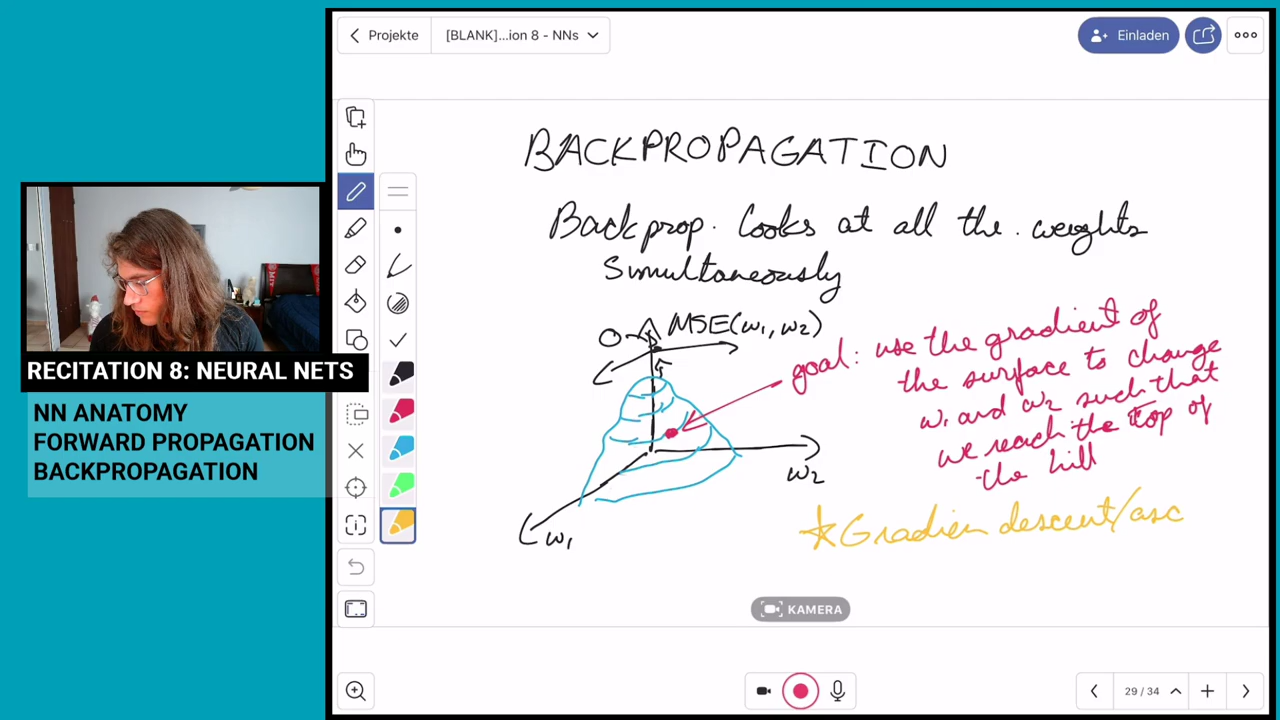 Projekte
[BLANK]...ion 8 - NNs
Einladen
BACKPROPAGATION
Backprop. looks at all the weights
simultaneously
0
MSE(w1, w2)
w2
w1
goal: use the gradient of
the surface to change
w1 and w2 such that
we reach the top of
the hill
Gradien descent/asc
RECITATION 8: NEURAL NETS
NN ANATOMY
FORWARD PROPAGATION
BACKPROPAGATION
KAMERA
29 / 34